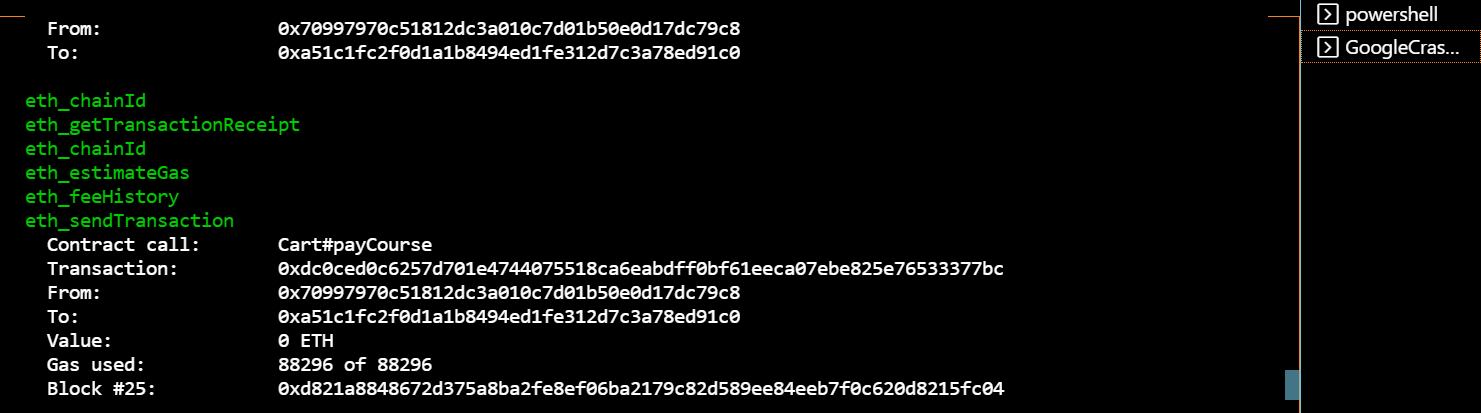 From: 0x70997970c51812dc3a010c7d01b50e0d17dc79c8
To: 0xa51c1fc2f0d1a1b8494ed1fe312d7c3a78ed91c0
eth_chainId
eth_getTransactionReceipt
eth_chainId
eth_estimateGas
eth_feeHistory
eth_sendTransaction
Contract call: Cart#payCourse
Transaction: 0xdc0ced0c6257d701e4744075518ca6eabdff0bf61eeca07ebe825e76533377bc
From: 0x70997970c51812dc3a010c7d01b50e0d17dc79c8
To: 0xa51c1fc2f0d1a1b8494ed1fe312d7c3a78ed91c0
Value: 0 ETH
Gas used: 88296 of 88296
Block #25: 0xd821a8848672d375a8ba2fe8ef06ba2179c82d589ee84eeb7f0c620d8215fc04
powershell
GoogleCras...